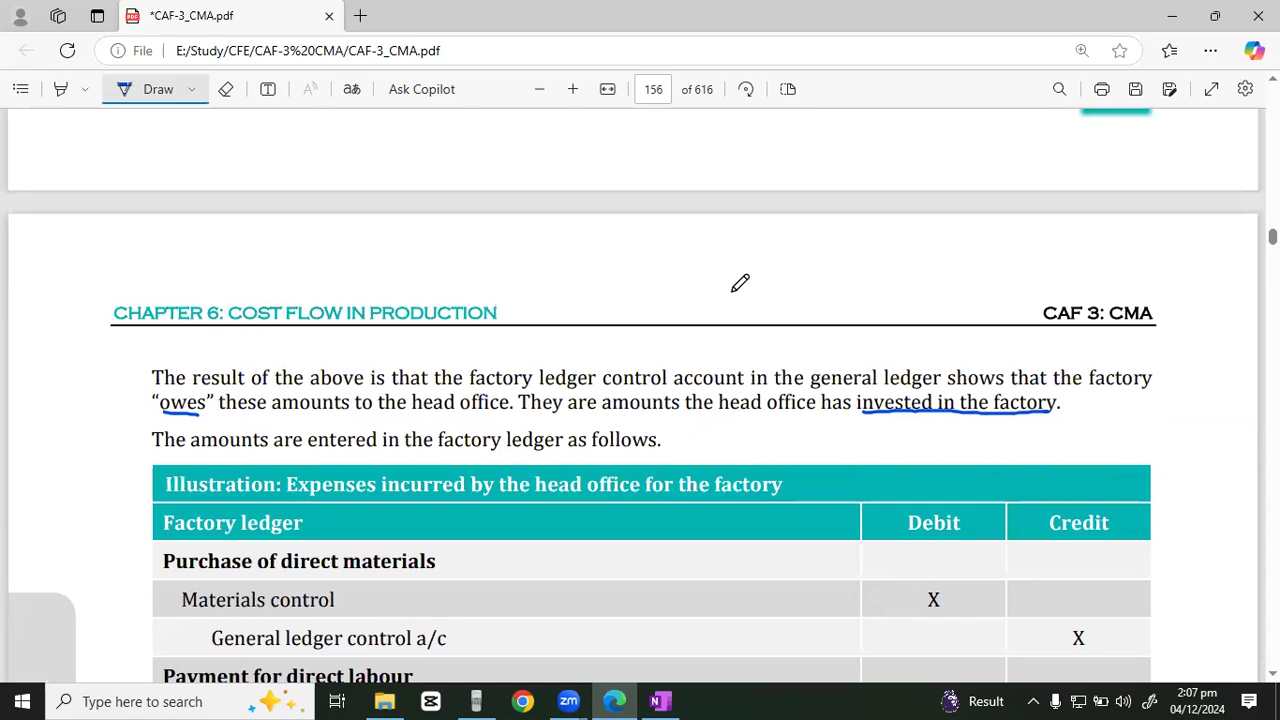 *CAF-3_CMA.pdf
File E:/Study/CFE/CAF-3%20CMA/CAF-3_CMA.pdf
Draw Ask Copilot 156 of 616
CHAPTER 6: COST FLOW IN PRODUCTION CAF 3: CMA
The result of the above is that the factory ledger control account in the general ledger shows that the factory
“owes” these amounts to the head office. They are amounts the head office has invested in the factory.
The amounts are entered in the factory ledger as follows.
Illustration: Expenses incurred by the head office for the factory
Factory ledger Debit Credit
Purchase of direct materials
Materials control X
General ledger control a/c X
Payment for direct labour
Type here to search Result 2:07 pm
04/12/2024